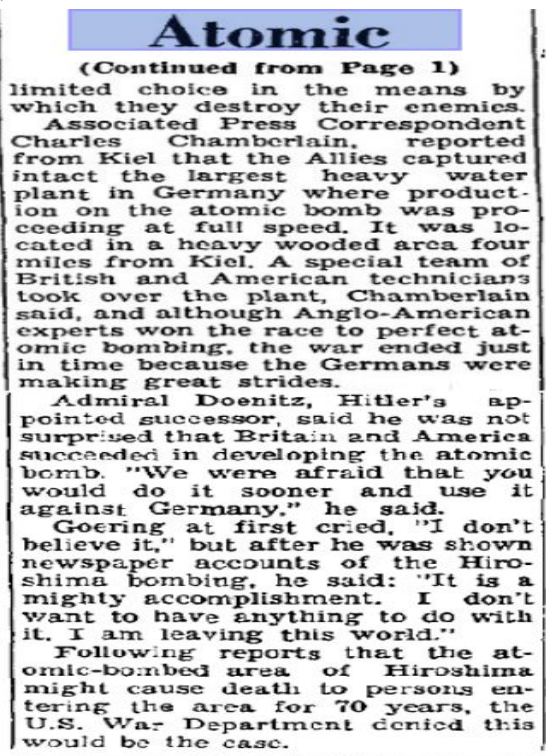 Atomic
(Continued from Page 1)
limited choice in the means by
which they destroy their enemies.
Associated Press Correspondent
Charles Chamberlain, reported
from Kiel that the Allies captured
intact the largest heavy water
plant in Germany where product-
ion on the atomic bomb was pro-
ceeding at full speed. It was lo-
cated in a heavy wooded area four
miles from Kiel. A special team of
British and American technicians
took over the plant, Chamberlain
said, and although Anglo-American
experts won the race to perfect at-
omic bombing, the war ended just
in time because the Germans were
making great strides.
Admiral Doenitz, Hitler's ap-
pointed successor, said he was not
surprised that Britain and America
succeeded in developing the atomic
bomb. "We were afraid that you
would do it sooner and use it
against Germany," he said.
Goering at first cried, "I don't
believe it," but after he was shown
newspaper accounts of the Hiro-
shima bombing, he said: "It is a
mighty accomplishment. I don't
want to have anything to do with
it. I am leaving this world."
Following reports that the at-
omic-bombed area of Hiroshima
might cause death to persons en-
tering the area for 70 years, the
U.S. War Department denied this
would be the case.